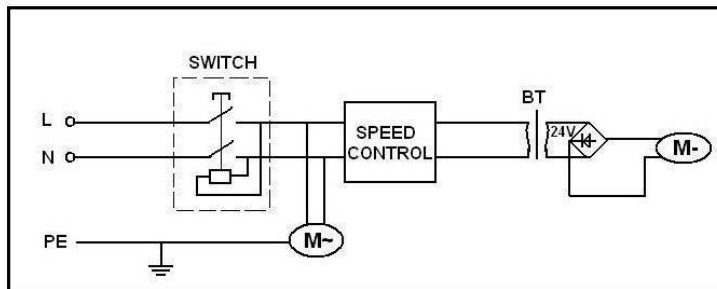 SWITCH
BT
L
SPEED
CONTROL
24V
N
M-
PE
M~